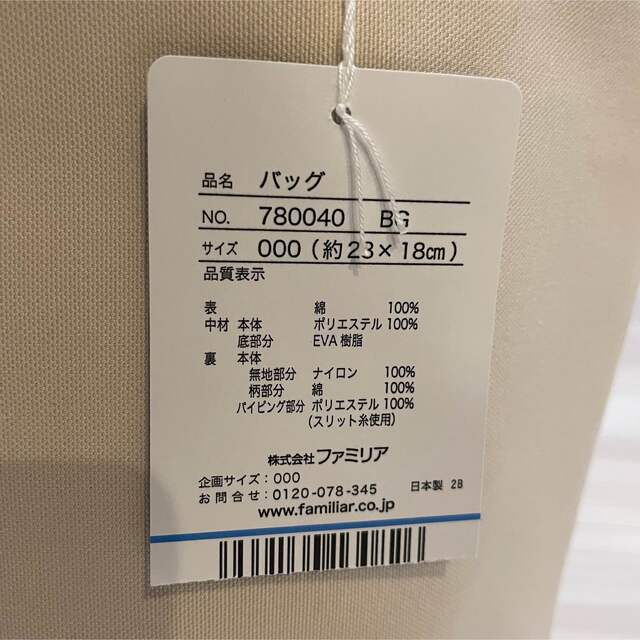 品名 バッグ
NO. 780040 BG
サイズ 000 (約23×18cm)
品質表示
表 綿 100%
中材 本体 ポリエステル 100%
底部分 EVA 樹脂
裏 本体
無地部分 ナイロン 100%
柄部分 綿 100%
パイピング部分 ポリエステル 100%
(スリット糸使用)
株式会社ファミリア
企画サイズ:000
お問合せ:0120-078-345 日本製 2B
www.familiar.co.jp